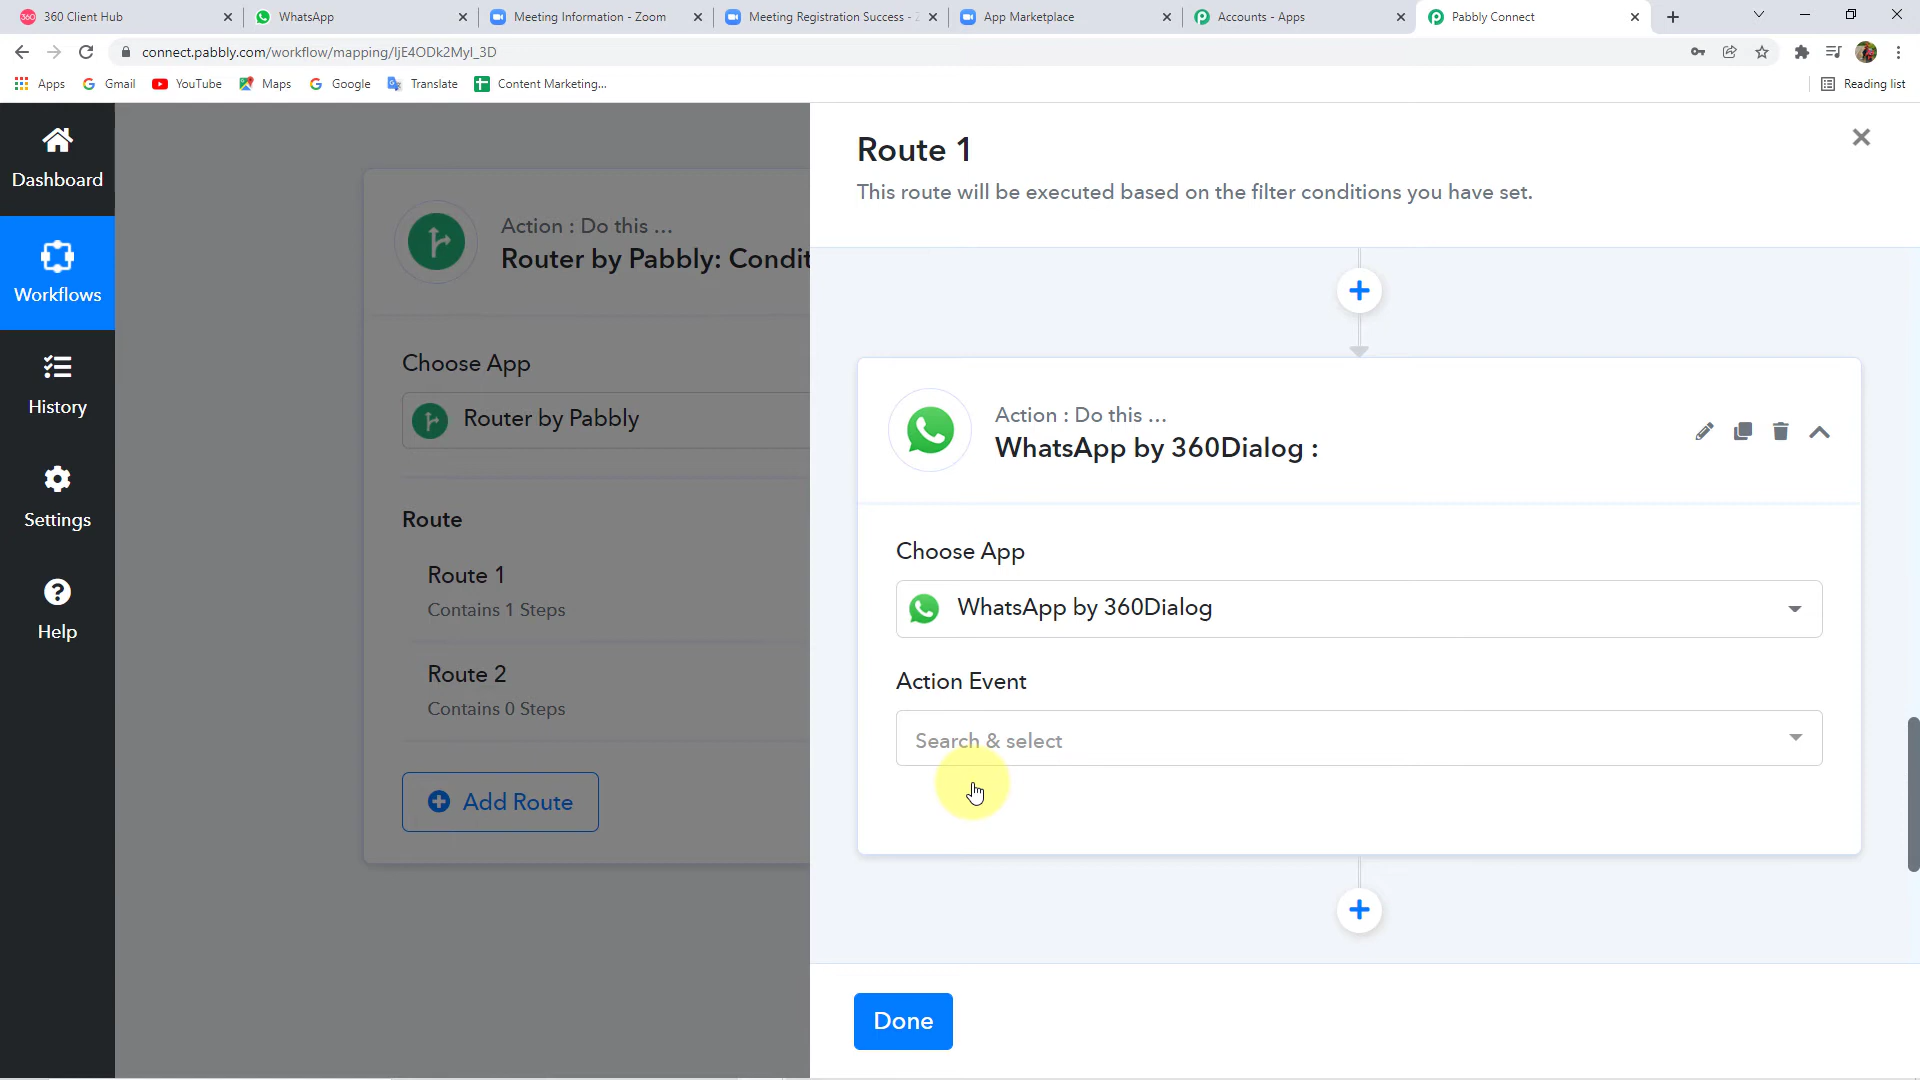 360 Client Hub
WhatsApp
Meeting Information - Zoom
Meeting Registration Success -
App Marketplace
Accounts - Apps
Pabbly Connect
connect.pabbly.com/workflow/mapping/IjE4ODk2MyI_3D
Apps
Gmail
YouTube
Maps
Google
Translate
Content Marketing...
Reading list
Dashboard
Workflows
History
Settings
Help
Action : Do this ...
Router by Pabbly: Condit
Choose App
Router by Pabbly
Route
Route 1
Contains 1 Steps
Route 2
Contains 0 Steps
Add Route
Route 1
This route will be executed based on the filter conditions you have set.
Action : Do this ...
WhatsApp by 360Dialog :
Choose App
WhatsApp by 360Dialog
Action Event
Search & select
Done